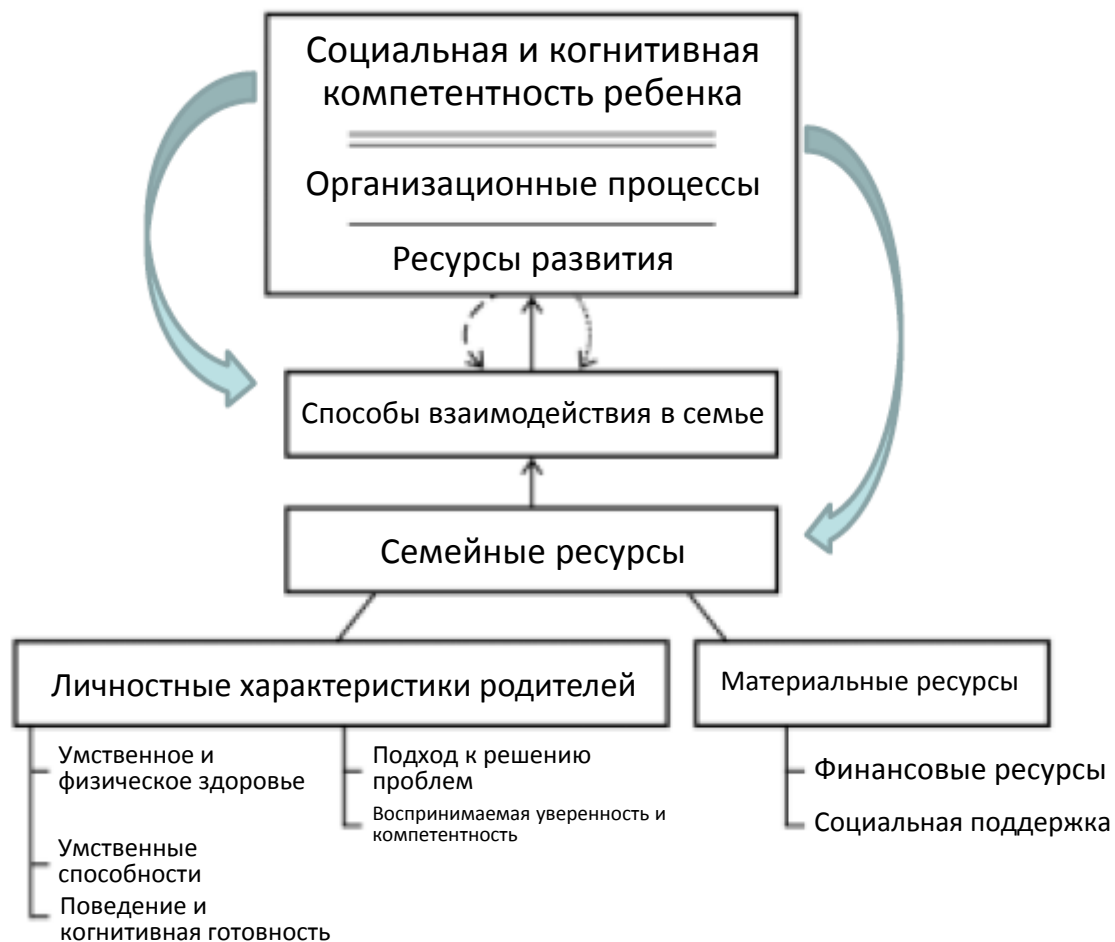 Социальная и когнитивная
компетентность ребенка
Организационные процессы
Ресурсы развития
Способы взаимодействия в семье
Семейные ресурсы
Личностные характеристики родителей
Умственное и
физическое здоровье
Умственные
способности
Поведение и
когнитивная готовность
Подход к решению
проблем
Воспринимаемая уверенность и
компетентность
Материальные ресурсы
Финансовые ресурсы
Социальная поддержка